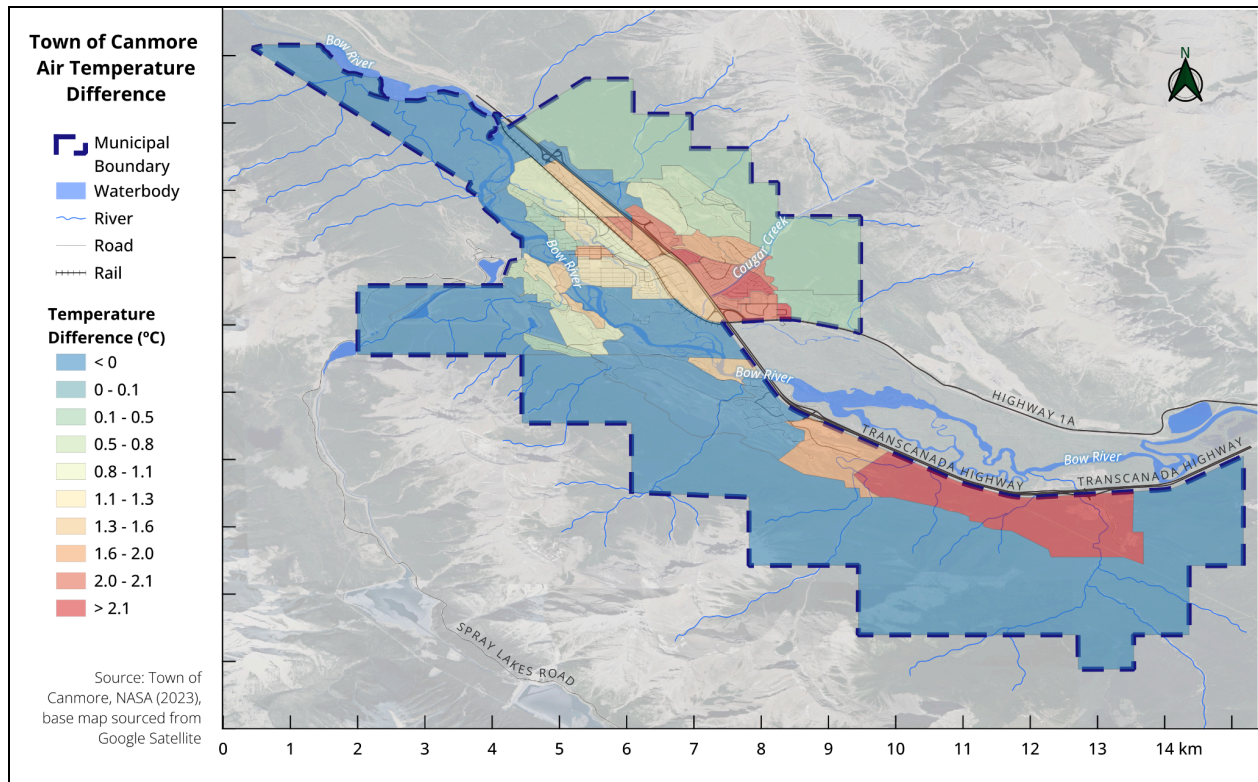 Town of Canmore
Air Temperature
Difference
Municipal
Boundary
Waterbody
River
Road
Rail
Temperature
Difference (ºC)
< 0
0 - 0.1
0.1 - 0.5
0.5 - 0.8
0.8 - 1.1
1.1 - 1.3
1.3 - 1.6
1.6 - 2.0
2.0 - 2.1
> 2.1
Source: Town of
Canmore, NASA (2023),
base map sourced from
Google Satellite
Bow River
N
Cougar Creek
Bow River
Bow River
HIGHWAY 1A
TRANSCANADA HIGHWAY
Bow River
TRANSCANADA HIGHWAY
SPRAY LAKES ROAD
0 1 2 3 4 5 6 7 8 9 10 11 12 13 14 km